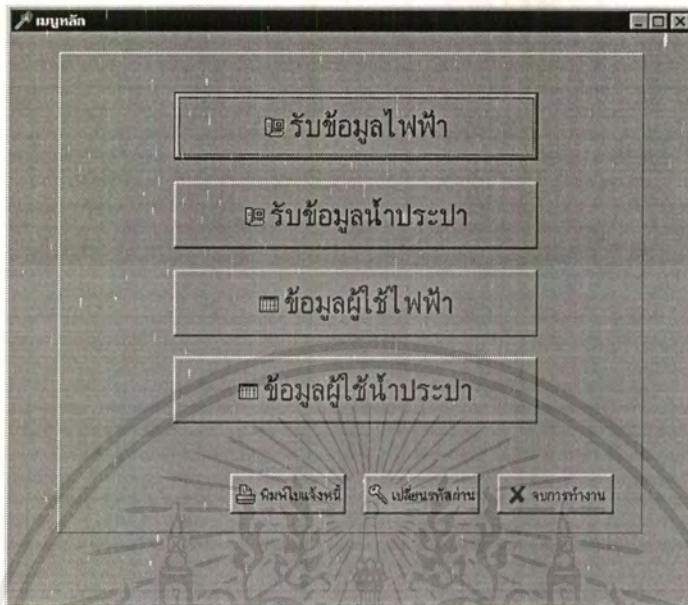 เมนูหลัก
รับข้อมูลไฟฟ้า
รับข้อมูลน้ำประปา
ข้อมูลผู้ใช้ไฟฟ้า
ข้อมูลผู้ใช้น้ำประปา
พิมพ์ใบแจ้งหนี้ เปลี่ยนรหัสผ่าน จบการทำงาน